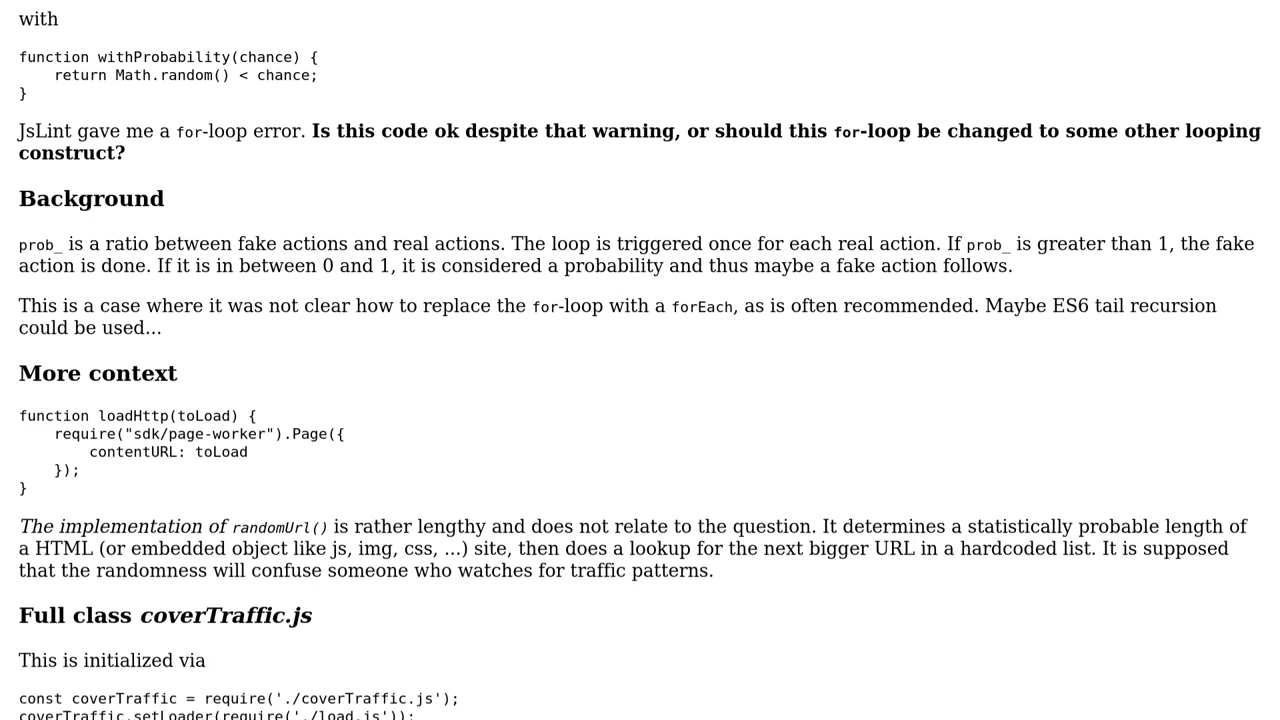 with
function withProbability(chance) {
    return Math.random() < chance;
}
JsLint gave me a for-loop error. Is this code ok despite that warning, or should this for-loop be changed to some other looping
construct?
Background
prob_ is a ratio between fake actions and real actions. The loop is triggered once for each real action. If prob_ is greater than 1, the fake
action is done. If it is in between 0 and 1, it is considered a probability and thus maybe a fake action follows.
This is a case where it was not clear how to replace the for-loop with a forEach, as is often recommended. Maybe ES6 tail recursion
could be used...
More context
function loadHttp(toLoad) {
    require("sdk/page-worker").Page({
        contentURL: toLoad
    });
}
The implementation of randomUrl() is rather lengthy and does not relate to the question. It determines a statistically probable length of
a HTML (or embedded object like js, img, css, ...) site, then does a lookup for the next bigger URL in a hardcoded list. It is supposed
that the randomness will confuse someone who watches for traffic patterns.
Full class coverTraffic.js
This is initialized via
const coverTraffic = require('./coverTraffic.js');
coverTraffic.setLoader(require('./load.js'));